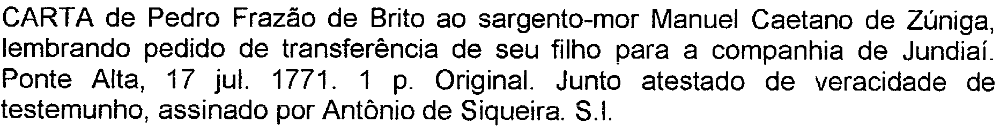 CARTA de Pedro Frazão de Brito ao sargento-mor Manuel Caetano de Zúniga,
lembrando pedido de transferência de seu filho para a companhia de Jundiaí.
Ponte Alta, 17 jul. 1771. 1 p. Original. Junto atestado de veracidade de
testemunho, assinado por Antônio de Siqueira. S.l.